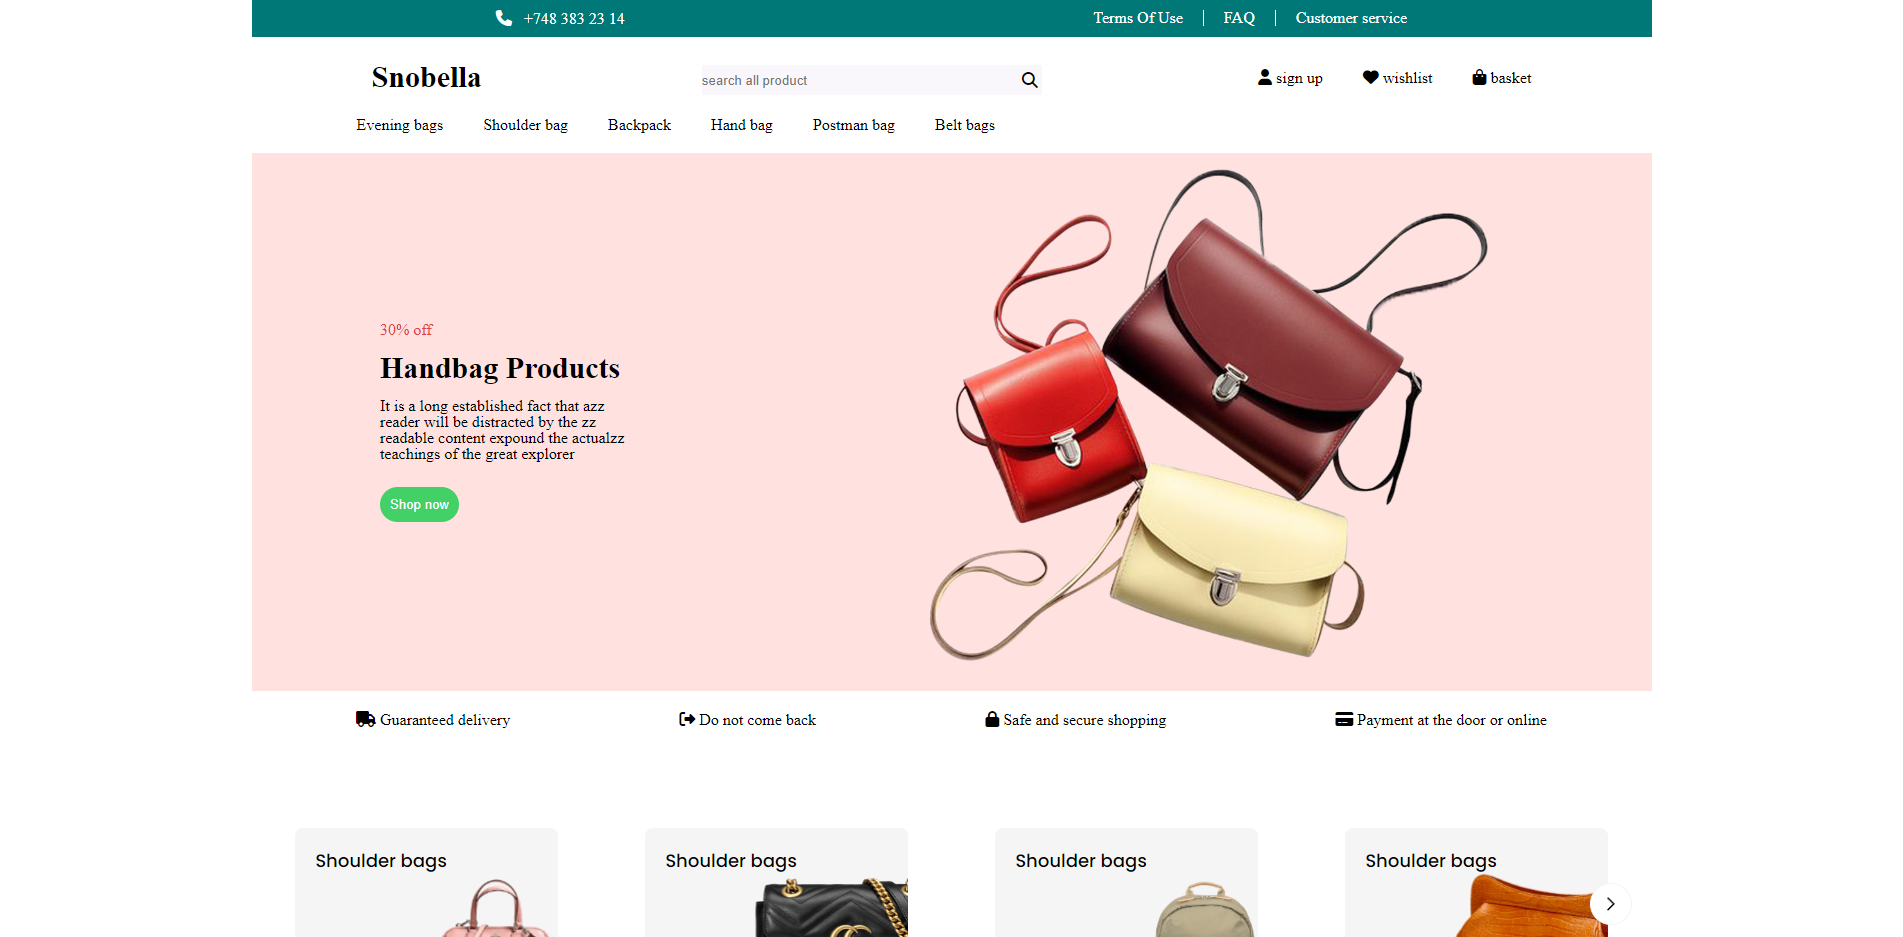 +748 383 23 14
Terms Of Use
FAQ
Customer service
Snobella
search all product
sign up
wishlist
basket
Evening bags
Shoulder bag
Backpack
Hand bag
Postman bag
Belt bags
30% off
Handbag Products
It is a long established fact that azz
reader will be distracted by the zz
readable content expound the actualzz
teachings of the great explorer
Shop now
Guaranteed delivery
Do not come back
Safe and secure shopping
Payment at the door or online
Shoulder bags
Shoulder bags
Shoulder bags
Shoulder bags